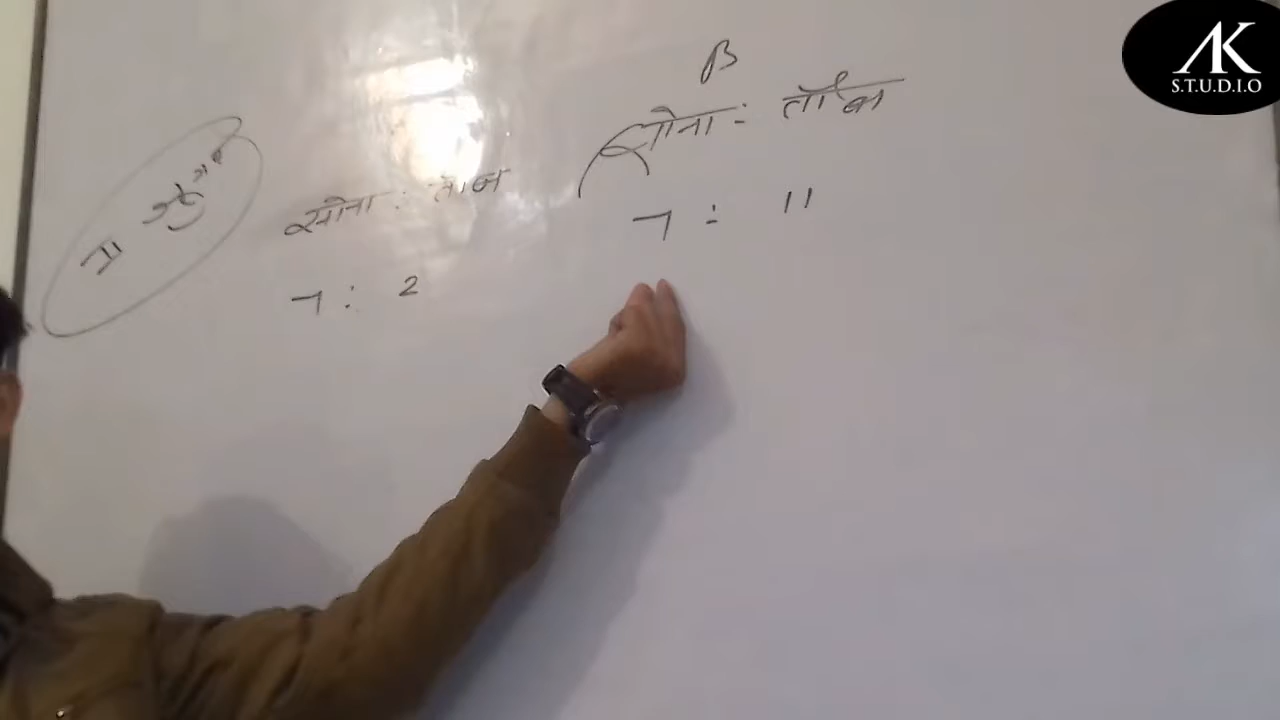 B
सोना : ताँबा
सोना : ताबा
7 : 11
7 : 2
AK
S.T.U.D.I.O